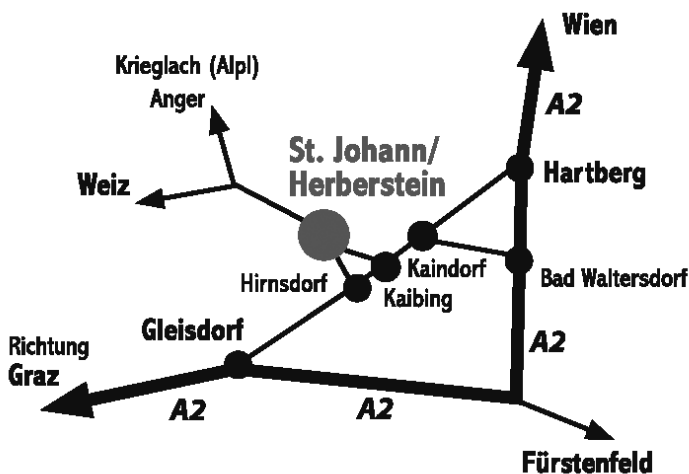 Wien
Krieglach (Alpl)
Anger
A2
St. Johann/
Herberstein
Hartberg
Weiz
Kaindorf
Bad Waltersdorf
Hirnsdorf
Kaibing
Gleisdorf
A2
Richtung
Graz
A2
A2
Fürstenfeld